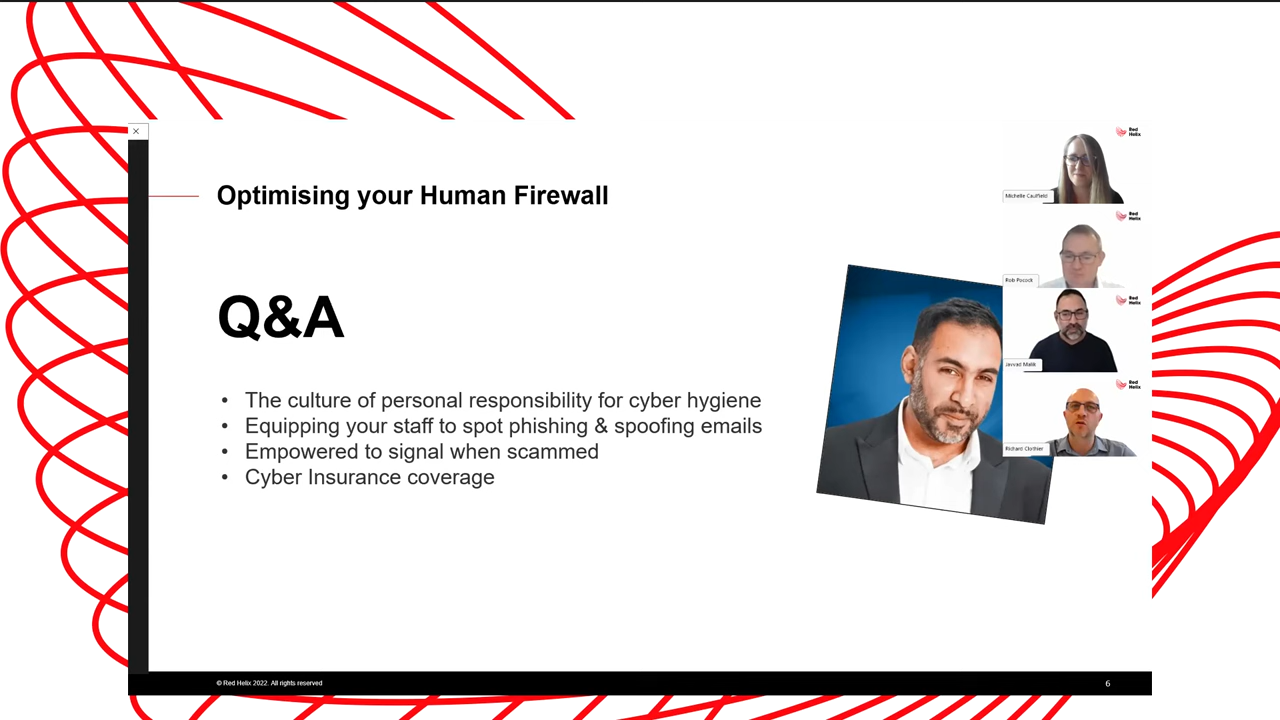 Optimising your Human Firewall
Q&A
• The culture of personal responsibility for cyber hygiene
• Equipping your staff to spot phishing & spoofing emails
• Empowered to signal when scammed
• Cyber Insurance coverage
Red
Helix
Michelle Caulfield
Red
Helix
Rob Pocock
Red
Helix
Javvad Malik
Red
Helix
Richard Clothier
© Red Helix 2022. All rights reserved
6